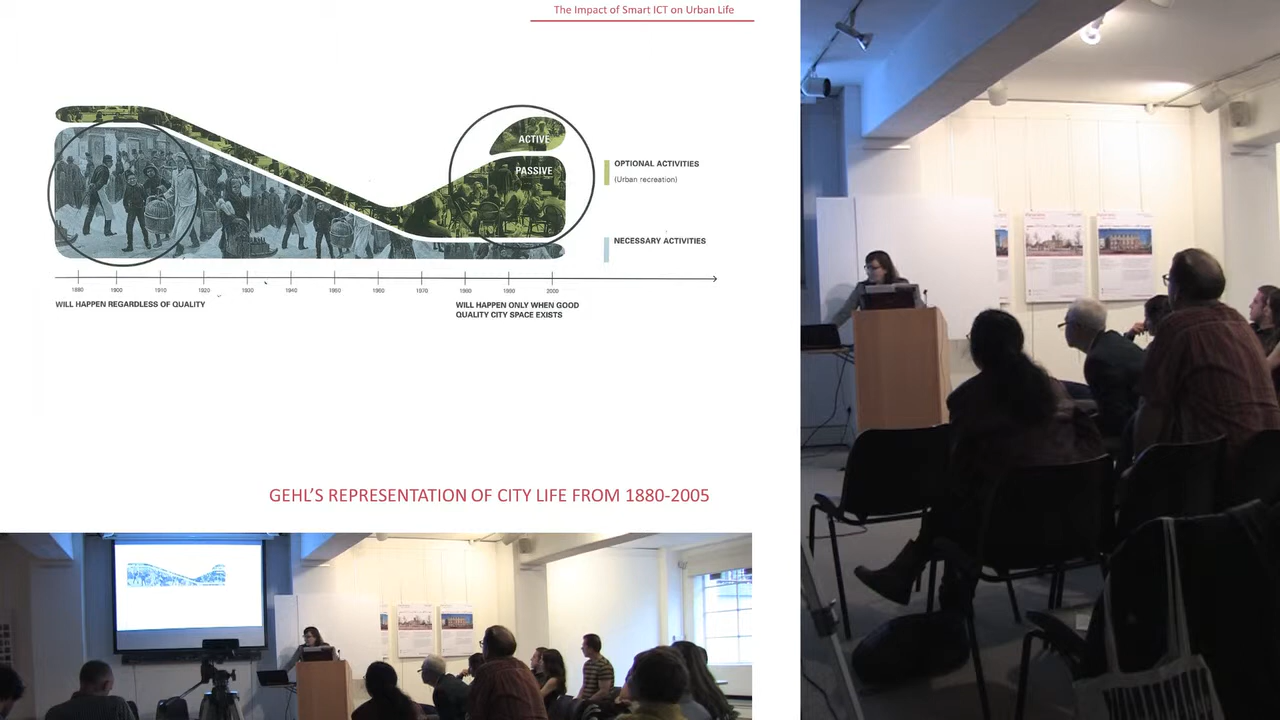 The Impact of Smart ICT on Urban Life
ACTIVE
PASSIVE
OPTIONAL ACTIVITIES
(Urban recreation)
NECESSARY ACTIVITIES
1880 1900 1910 1920 1930 1940 1950 1960 1970 1980 1990 2000
WILL HAPPEN REGARDLESS OF QUALITY
WILL HAPPEN ONLY WHEN GOOD
QUALITY CITY SPACE EXISTS
GEHL'S REPRESENTATION OF CITY LIFE FROM 1880-2005